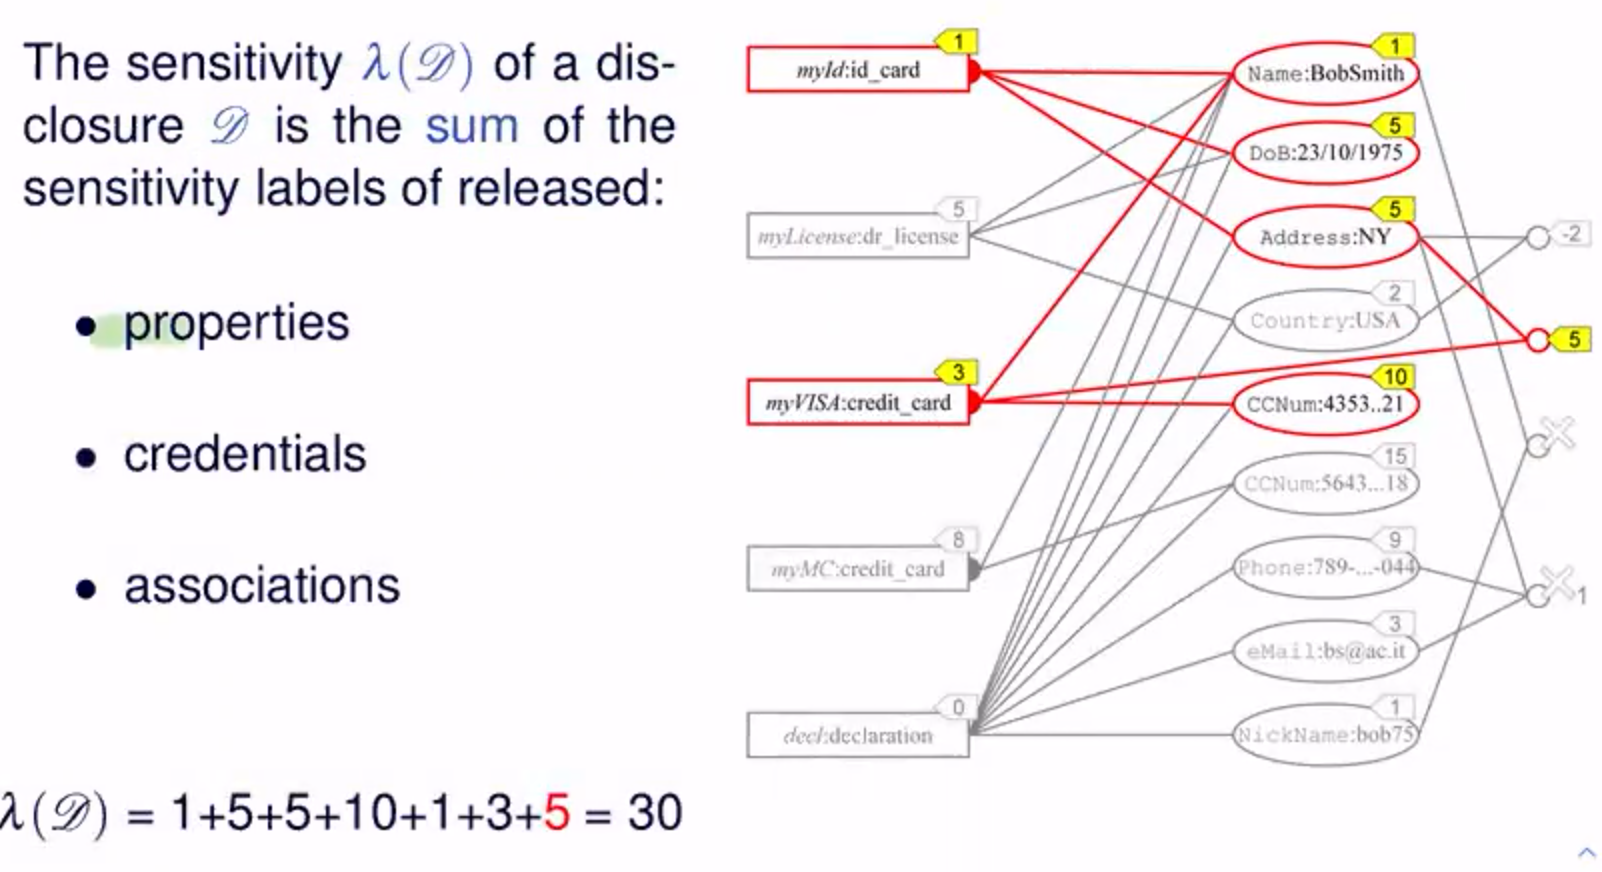 The sensitivity λ(𝒟) of a dis-
closure 𝒟 is the sum of the
sensitivity labels of released:
• properties
• credentials
• associations
λ(𝒟) = 1+5+5+10+1+3+5 = 30
1
myId:id_card
5
myLicense:dr_license
3
myVISA:credit_card
8
myMC:credit_card
0
decl:declaration
1
Name:BobSmith
5
DoB:23/10/1975
5
Address:NY
2
Country:USA
10
CCNum:4353..21
15
CCNum:5643...18
9
Phone:789-...-044
3
eMail:bs@ac.it
1
NickName:bob75
-2
5
1